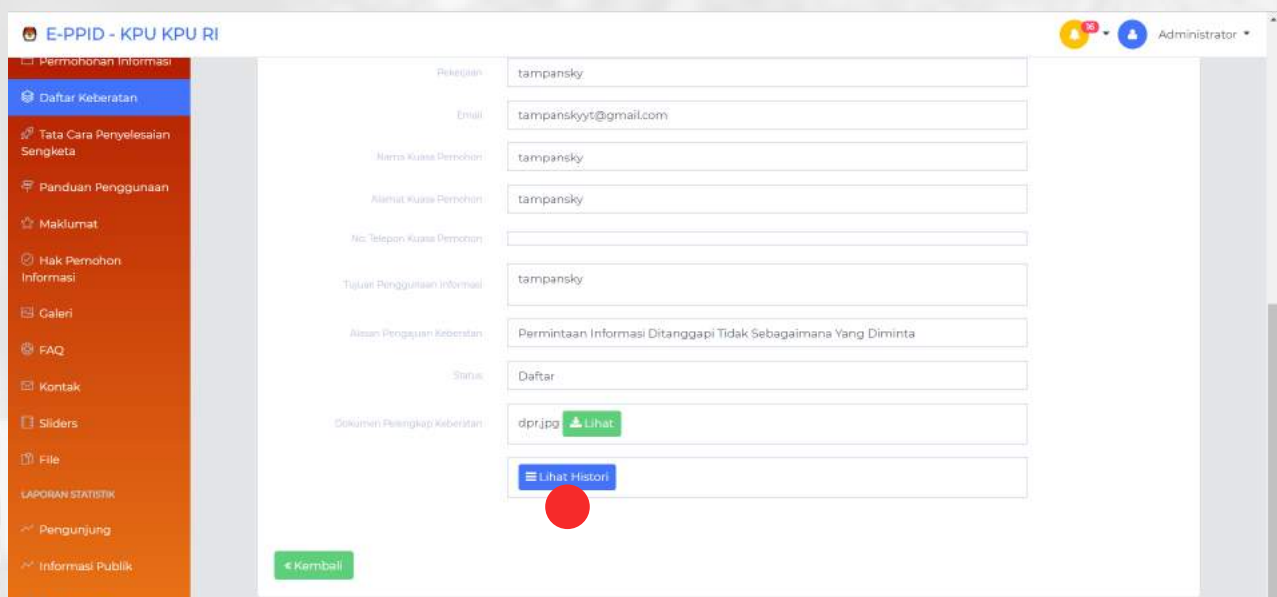 E-PPID - KPU KPU RI
16
Administrator
Permohonan Informasi
Daftar Keberatan
Tata Cara Penyelesaian
Sengketa
Panduan Penggunaan
Maklumat
Hak Pemohon
Informasi
Galeri
FAQ
Kontak
Sliders
File
LAPORAN STATISTIK
Pengunjung
Informasi Publik
Pekerjaan
tampansky
Email
tampanskyyt@gmail.com
Nama Kuasa Pemohon
tampansky
Alamat Kuasa Pemohon
tampansky
No. Telepon Kuasa Pemohon
Tujuan Penggunaan Informasi
tampansky
Alasan Pengajuan Keberatan
Permintaan Informasi Ditanggapi Tidak Sebagaimana Yang Diminta
Status
Daftar
Dokumen Pelengkap Keberatan
dpr.jpg Lihat
Lihat Histori
« Kembali